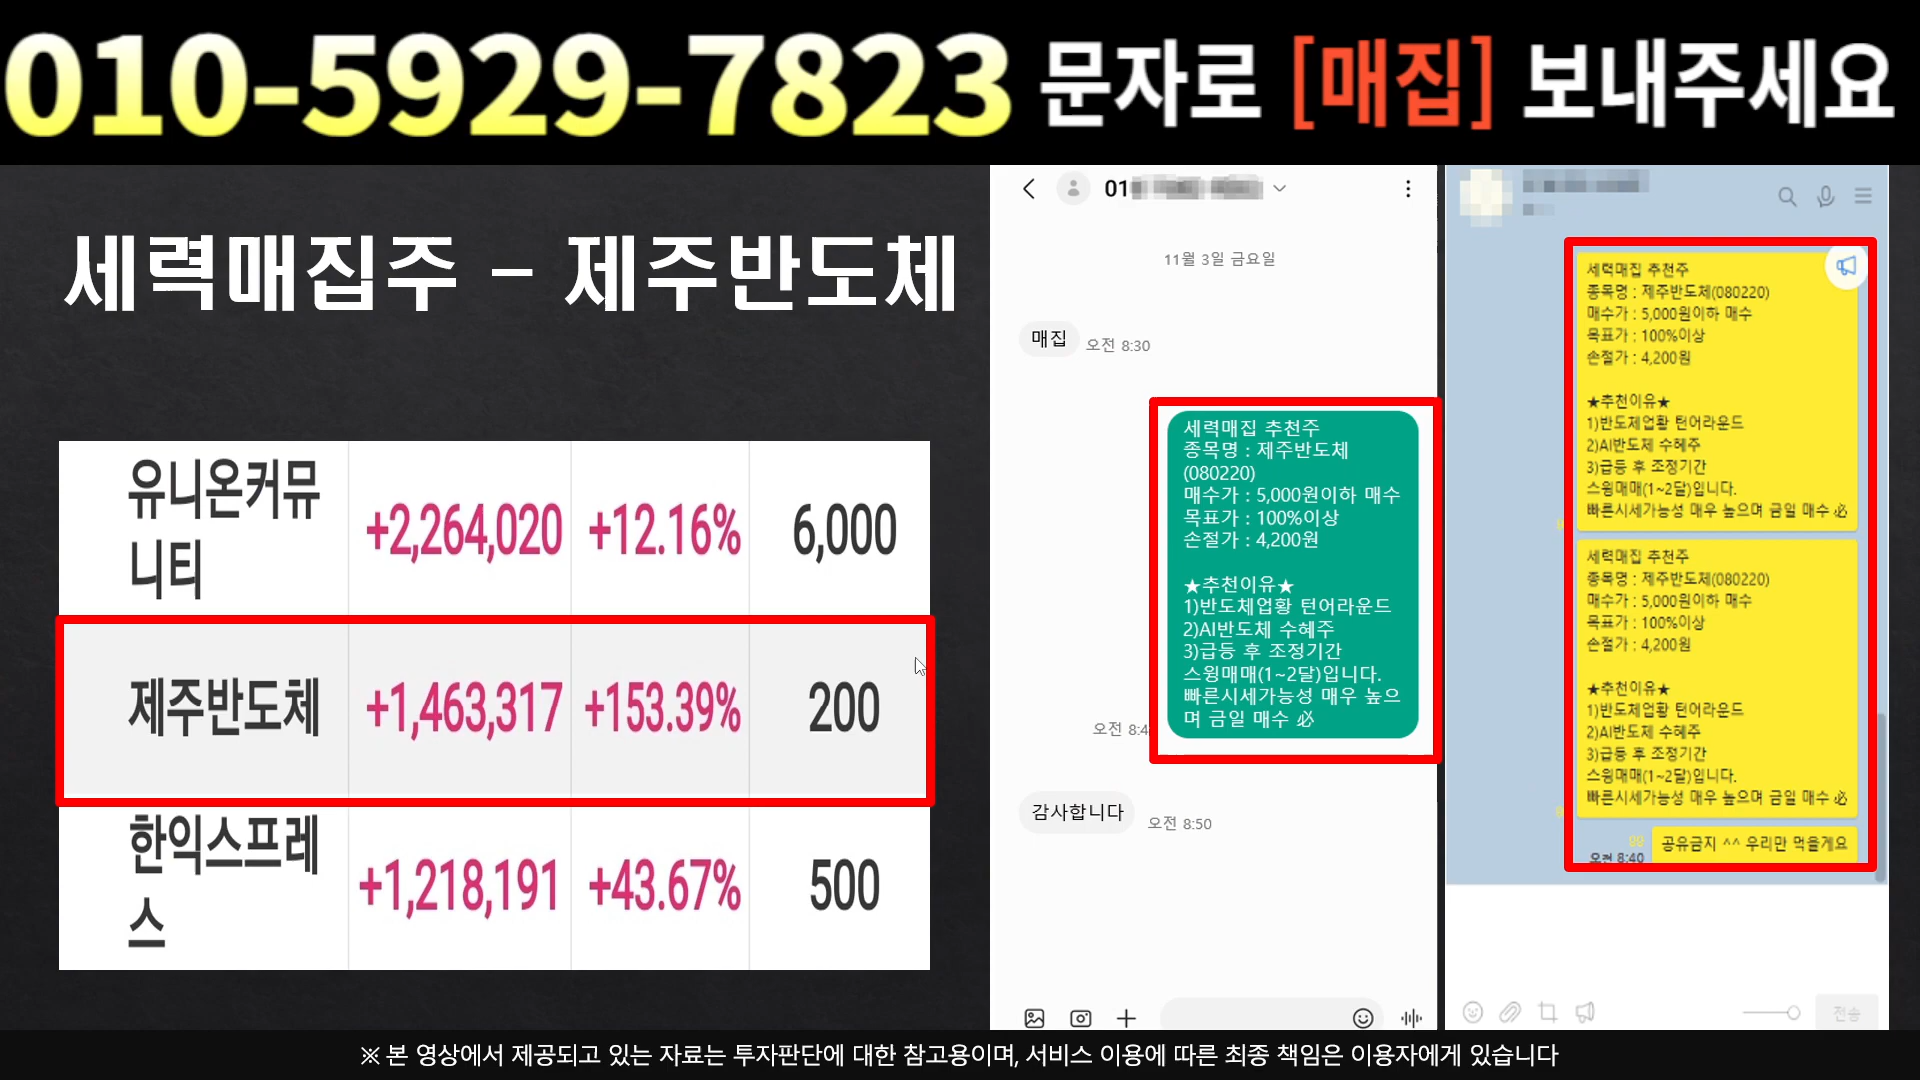 010-5929-7823 문자로 [매집] 보내주세요
세력매집주 - 제주반도체
유니온커뮤
니티
+2,264,020 +12.16% 6,000
제주반도체 +1,463,317 +153.39% 200
한익스프레
스
+1,218,191 +43.67% 500
01
11월 3일 금요일
매집 오전 8:30
세력매집 추천주
종목명 : 제주반도체
(080220)
매수가 : 5,000원이하 매수
목표가 : 100%이상
손절가 : 4,200원
★추천이유★
1)반도체업황 턴어라운드
2)AI반도체 수혜주
3)급등 후 조정기간
스윙매매(1~2달)입니다.
빠른시세가능성 매우 높으
며 금일 매수 必
오전 8:4
감사합니다 오전 8:50
세력매집 추천주
종목명 : 제주반도체(080220)
매수가 : 5,000원이하 매수
목표가 : 100%이상
손절가 : 4,200원
★추천이유★
1)반도체업황 턴어라운드
2)AI반도체 수혜주
3)급등 후 조정기간
스윙매매(1~2달)입니다.
빠른시세가능성 매우 높으며 금일 매수 必
세력매집 추천주
종목명 : 제주반도체(080220)
매수가 : 5,000원이하 매수
목표가 : 100%이상
손절가 : 4,200원
★추천이유★
1)반도체업황 턴어라운드
2)AI반도체 수혜주
3)급등 후 조정기간
스윙매매(1~2달)입니다.
빠른시세가능성 매우 높으며 금일 매수 必
오전 8:40 공유금지 ^^ 우리만 먹을게요
전송
※ 본 영상에서 제공되고 있는 자료는 투자판단에 대한 참고용이며, 서비스 이용에 따른 최종 책임은 이용자에게 있습니다